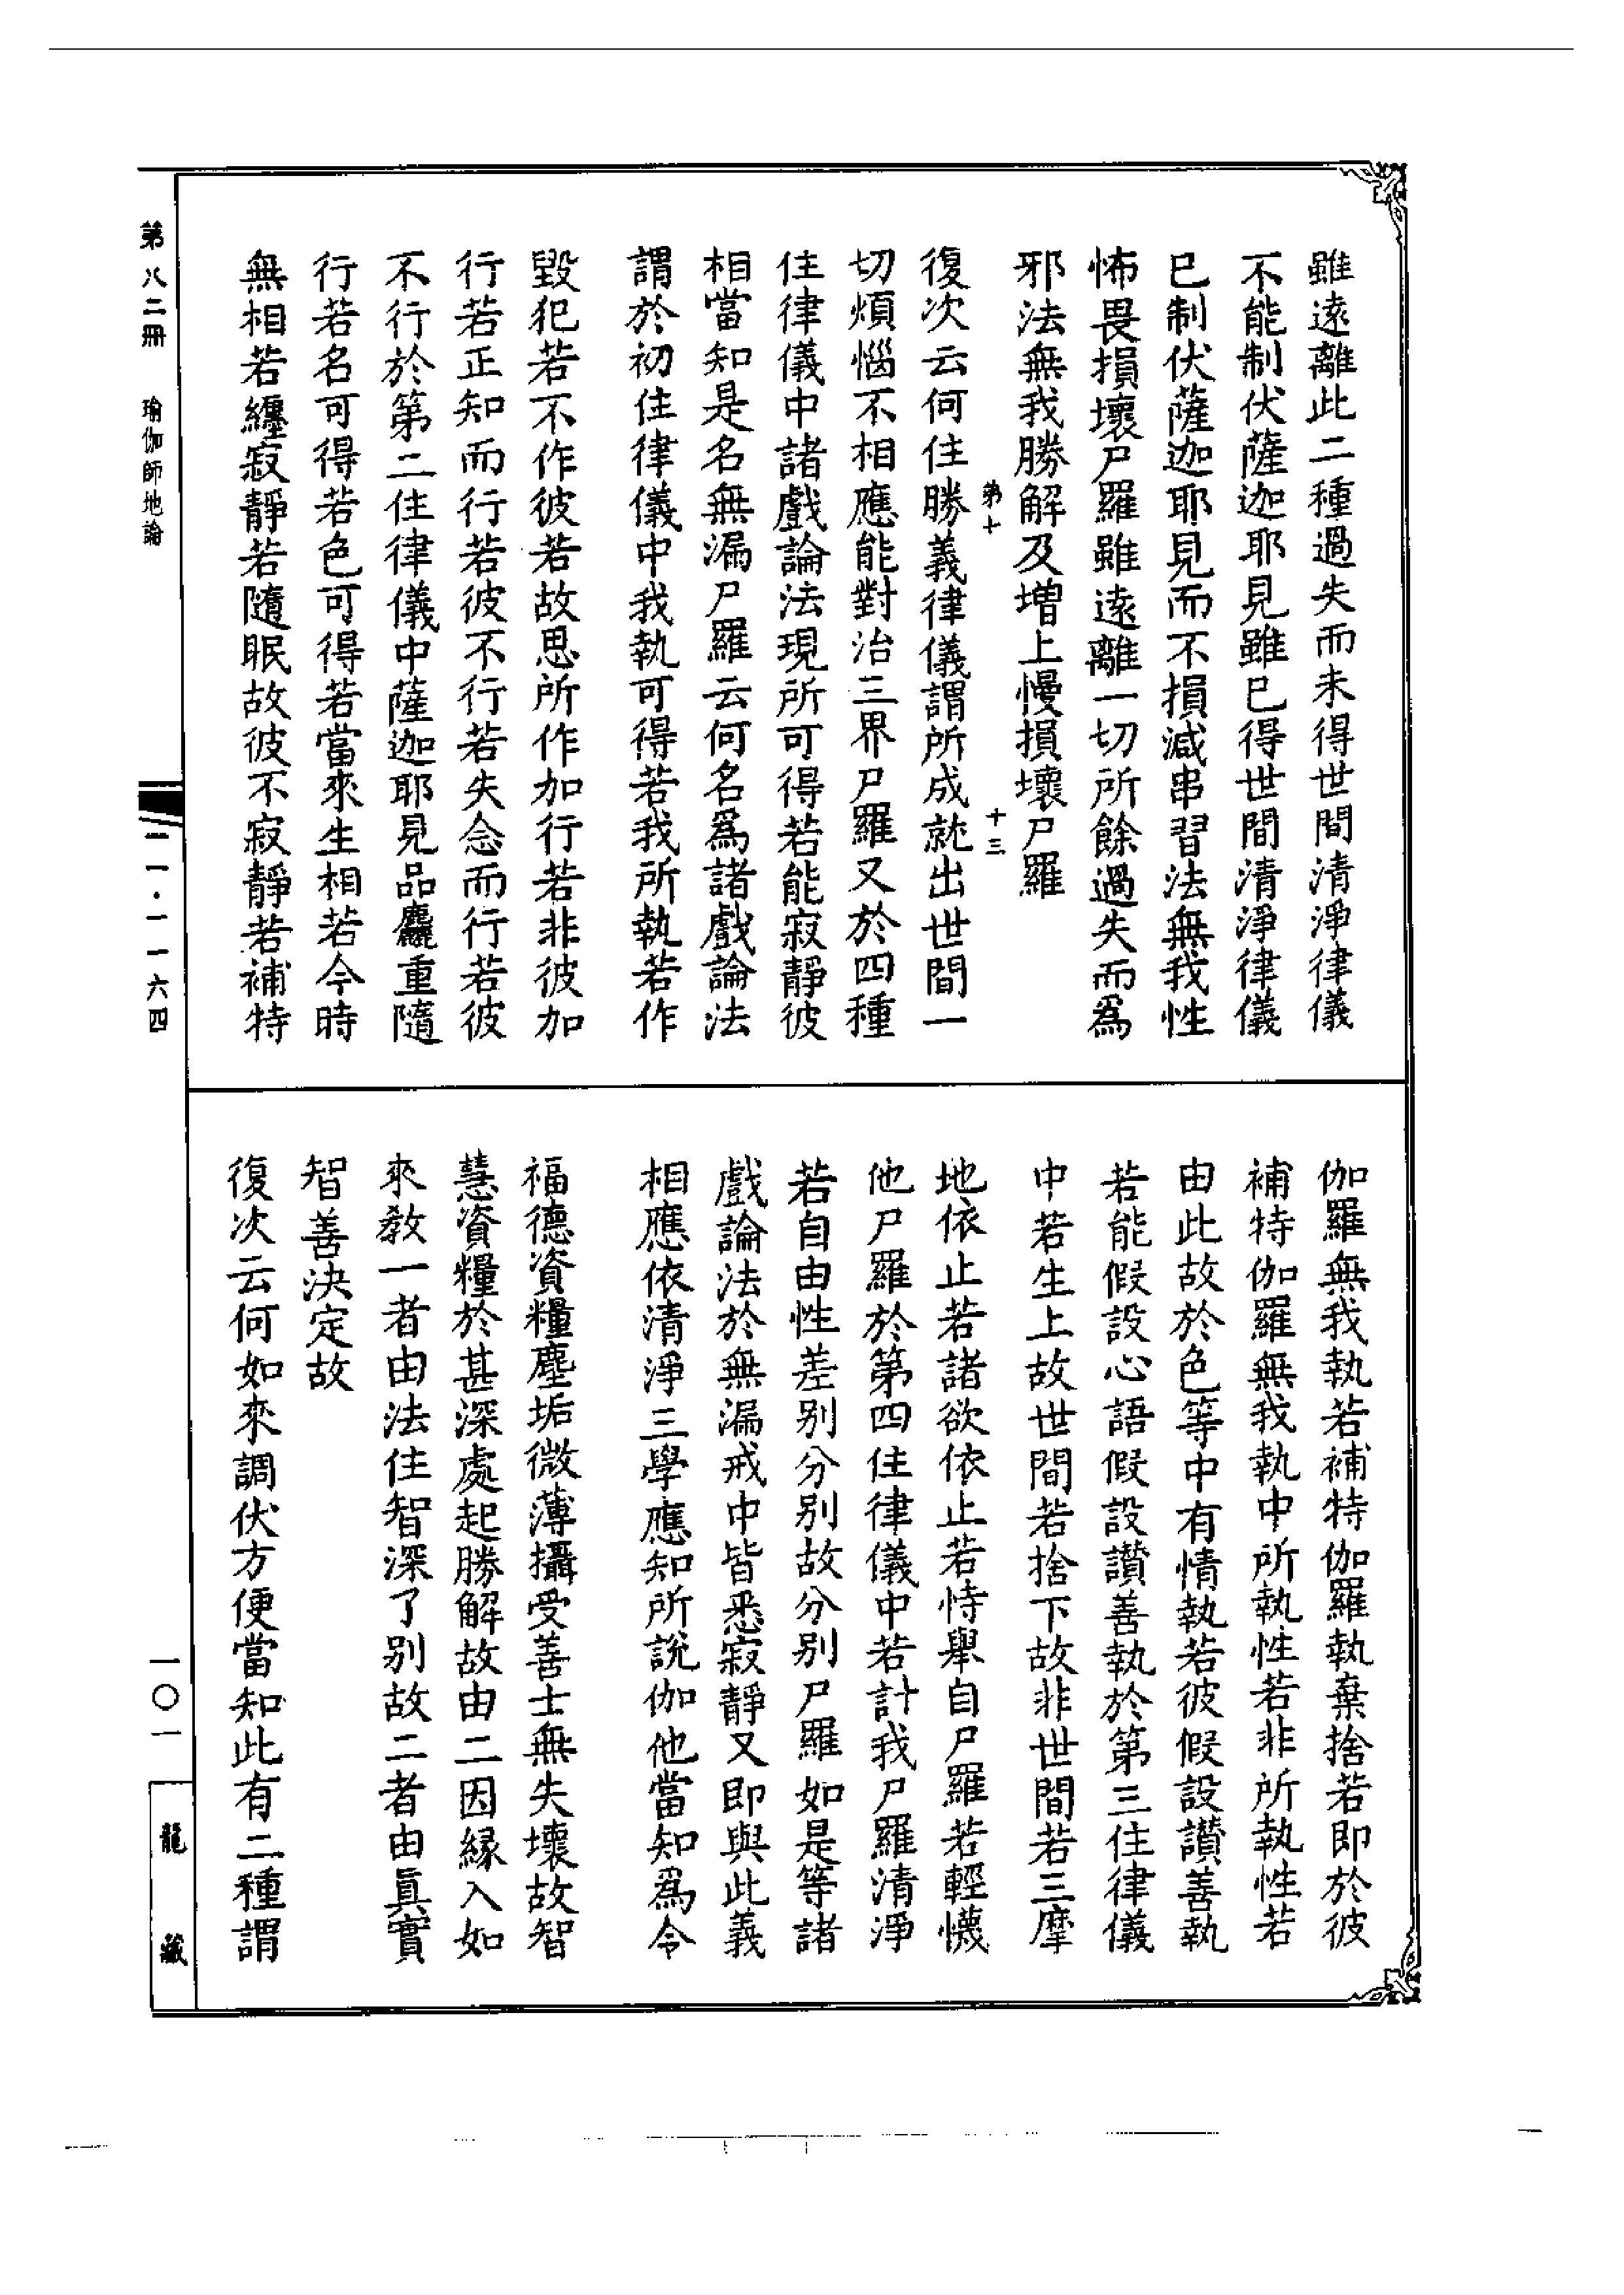 雖遠離此二種過失而未得世間清淨律儀
不能制伏薩迦耶見雖已得世間清淨律儀
已制伏薩迦耶見而不損減串習法無我性
怖畏損壞尸羅雖遠離一切所餘過失而爲
邪法無我勝解及增上慢損壞尸羅
第十
十三
復次云何住勝義律儀謂所成就出世間一
切煩惱不相應能對治三界尸羅又於四種
住律儀中諸戲論法現所可得若能寂靜彼
相當知是名無漏尸羅云何名爲諸戲論法
謂於初住律儀中我執可得若我所執若作
毀犯若不作彼若故思所作加行若非彼加
行若正知而行若彼不行若失念而行若彼
不行於第二住律儀中薩迦耶見品麤重隨
行若名可得若色可得若當來生相若今時
無相若纏寂靜若隨眠故彼不寂靜若補特
伽羅無我執若補特伽羅執棄捨若即於彼
補特伽羅無我執中所執性若非所執性若
由此故於色等中有情執若彼假設讚善執
若能假設心語假設讚善執於第三住律儀
中若生上故世間若捨下故非世間若三摩
地依止若諸欲依止若恃舉自尸羅若輕懱
他尸羅於第四住律儀中若計我尸羅清淨
若自由性差別分別故分別尸羅如是等諸
戲論法於無漏戒中皆悉寂靜又即與此義
相應依清淨三學應知所說伽他當知爲令
福德資糧塵垢微薄攝受善士無失壞故智
慧資糧於甚深處起勝解故由二因緣入如
來教一者由法住智深了別故二者由眞實
智善決定故
復次云何如來調伏方便當知此有二種謂
第八二冊 瑜伽師地論
二一·一一六四
一〇一
龍藏